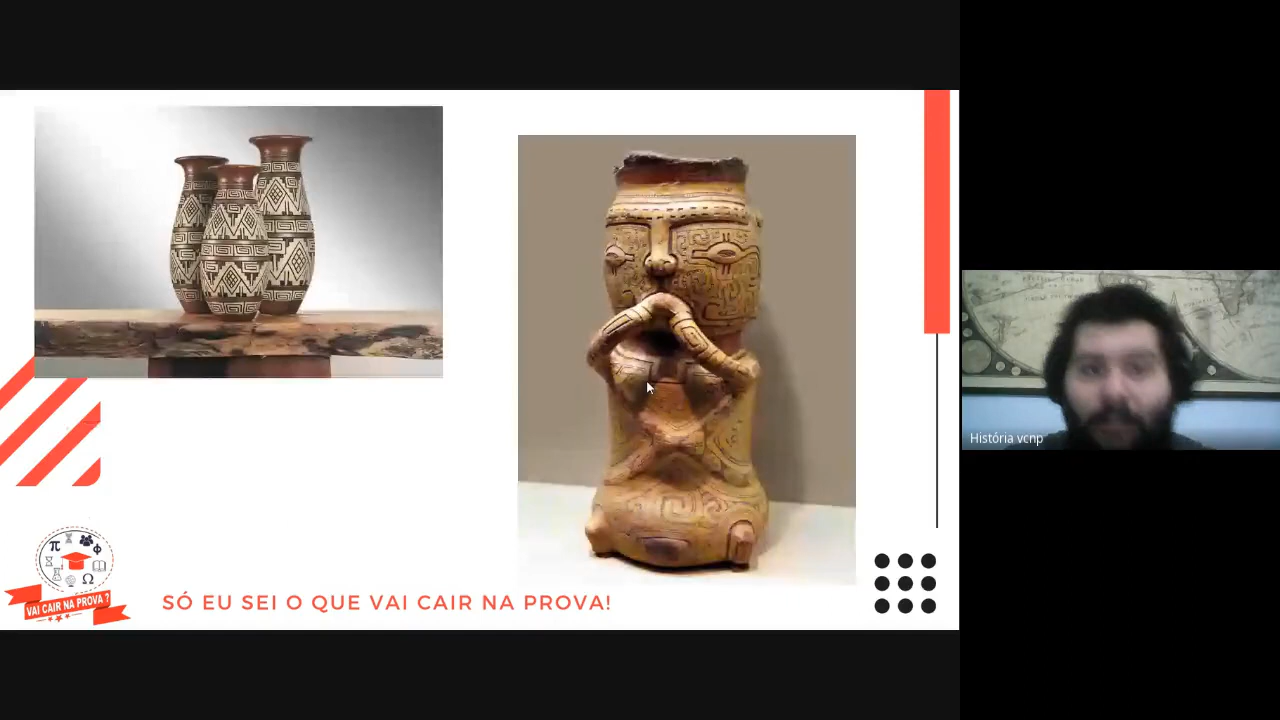 VAI CAIR NA PROVA ?
SÓ EU SEI O QUE VAI CAIR NA PROVA!
História vcnp